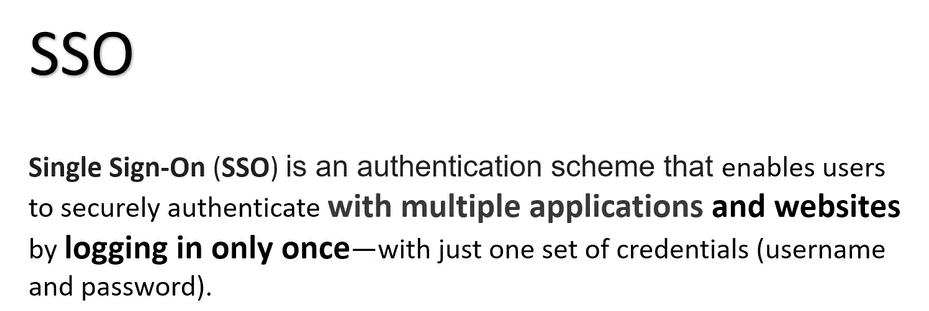 SSO
Single Sign-On (SSO) is an authentication scheme that enables users
to securely authenticate with multiple applications and websites
by logging in only once—with just one set of credentials (username
and password).